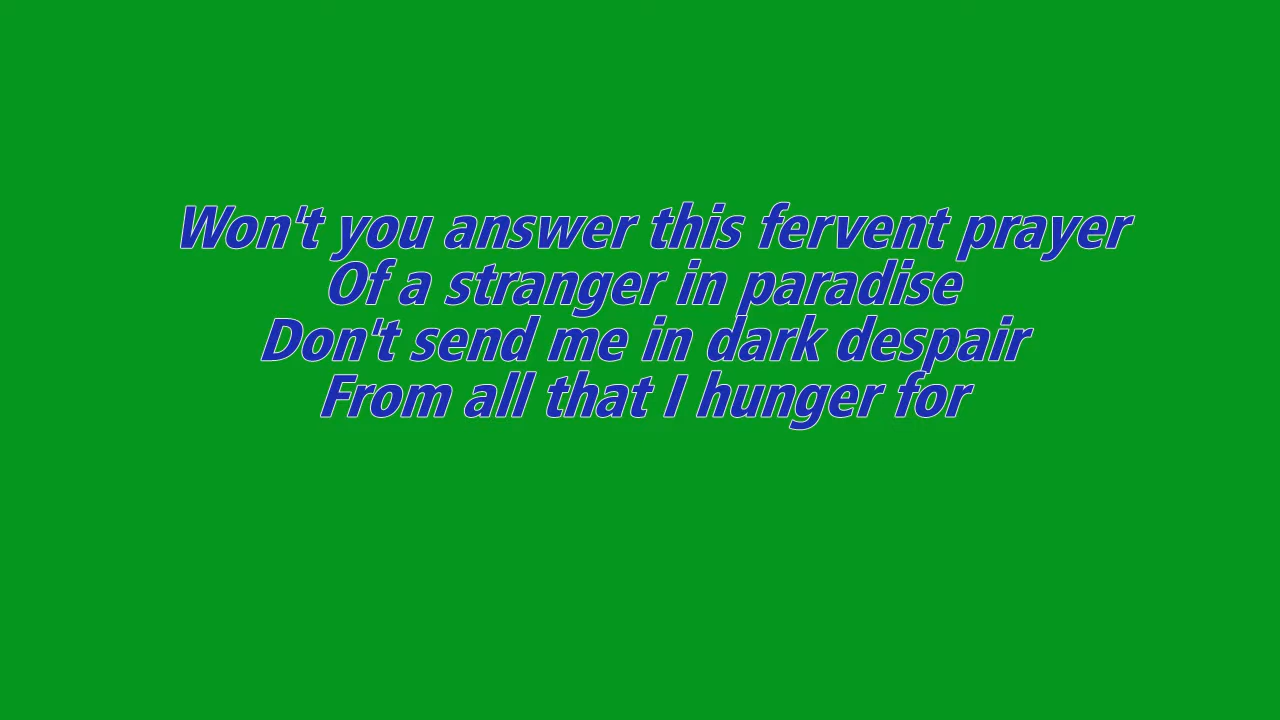 Won't you answer this fervent prayer
Of a stranger in paradise
Don't send me in dark despair
From all that I hunger for